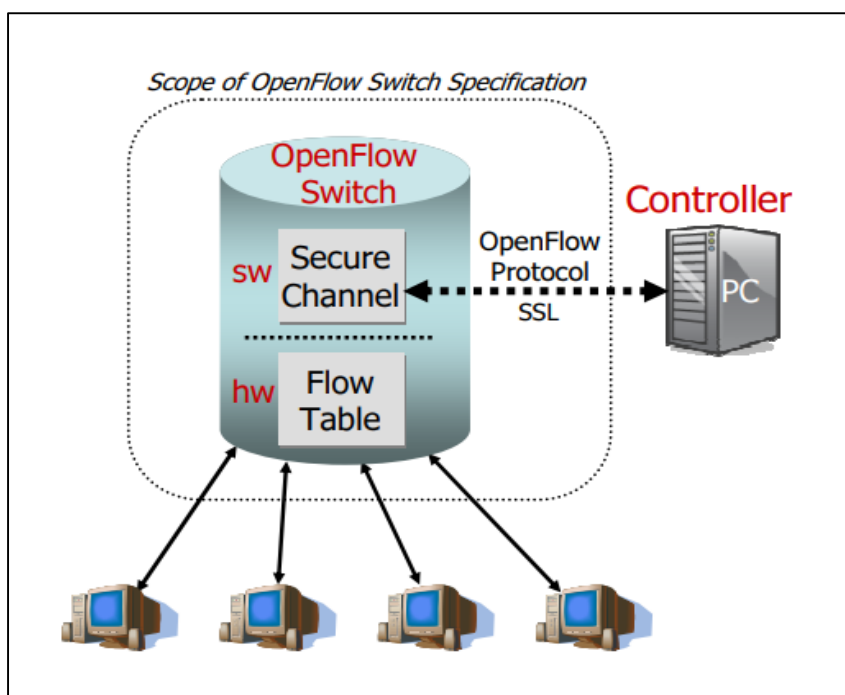 Scope of OpenFlow Switch Specification
OpenFlow
Switch
Controller
sw
Secure
Channel
OpenFlow
Protocol
SSL
PC
hw
Flow
Table